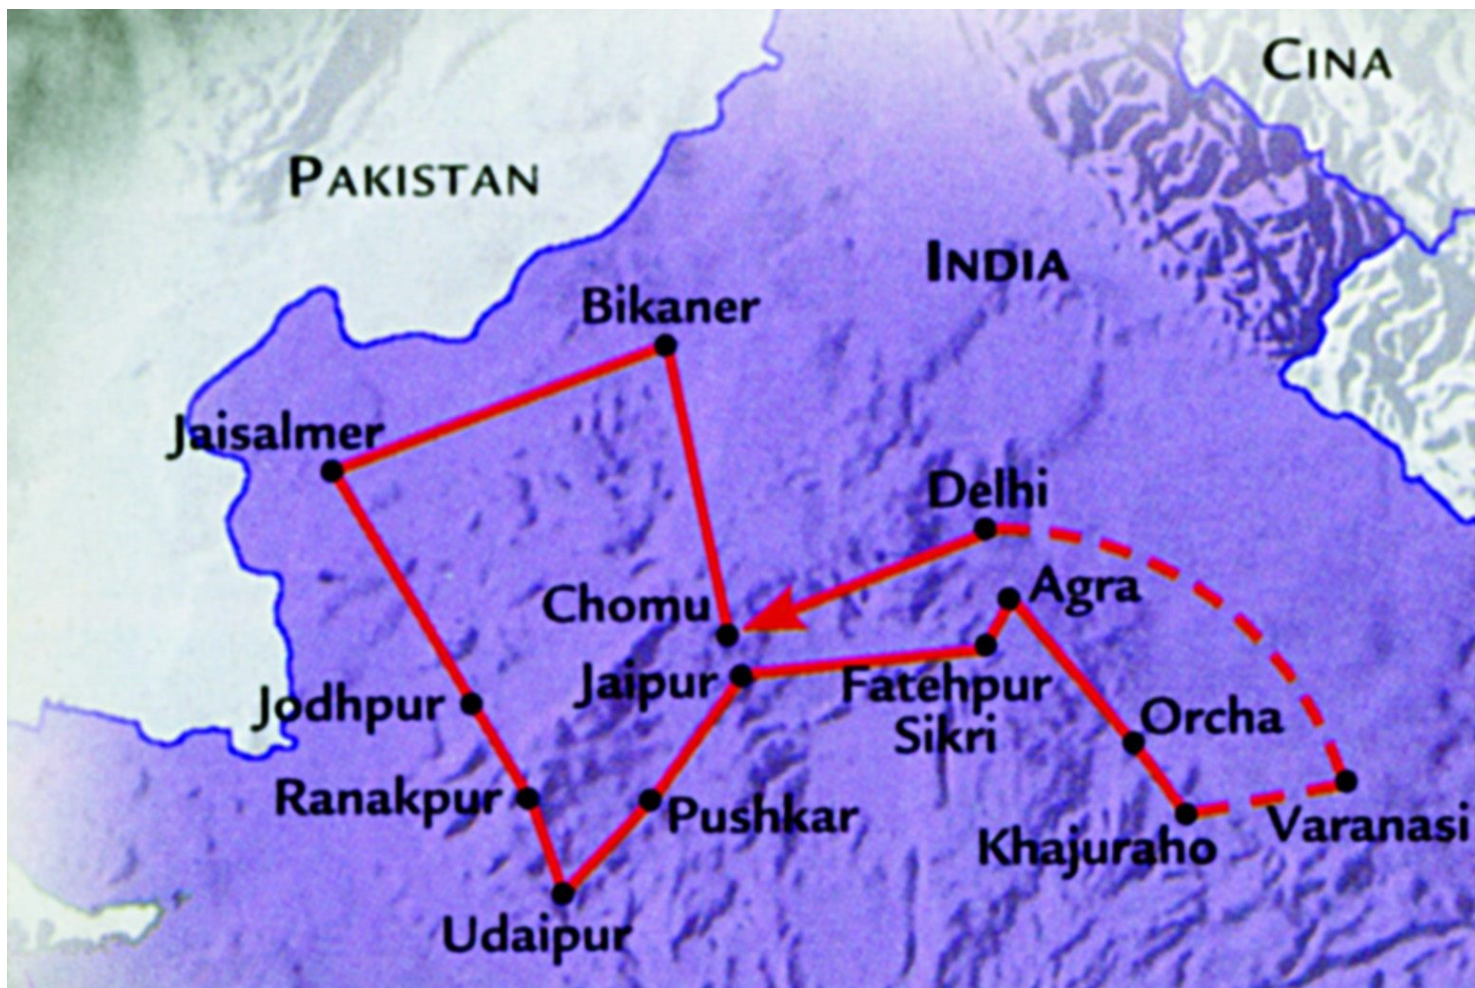 CINA
PAKISTAN
INDIA
Bikaner
Jaisalmer
Delhi
Agra
Chomu
Jaipur
Fatehpur
Sikri
Jodhpur
Orcha
Ranakpur
Pushkar
Khajuraho
Varanasi
Udaipur